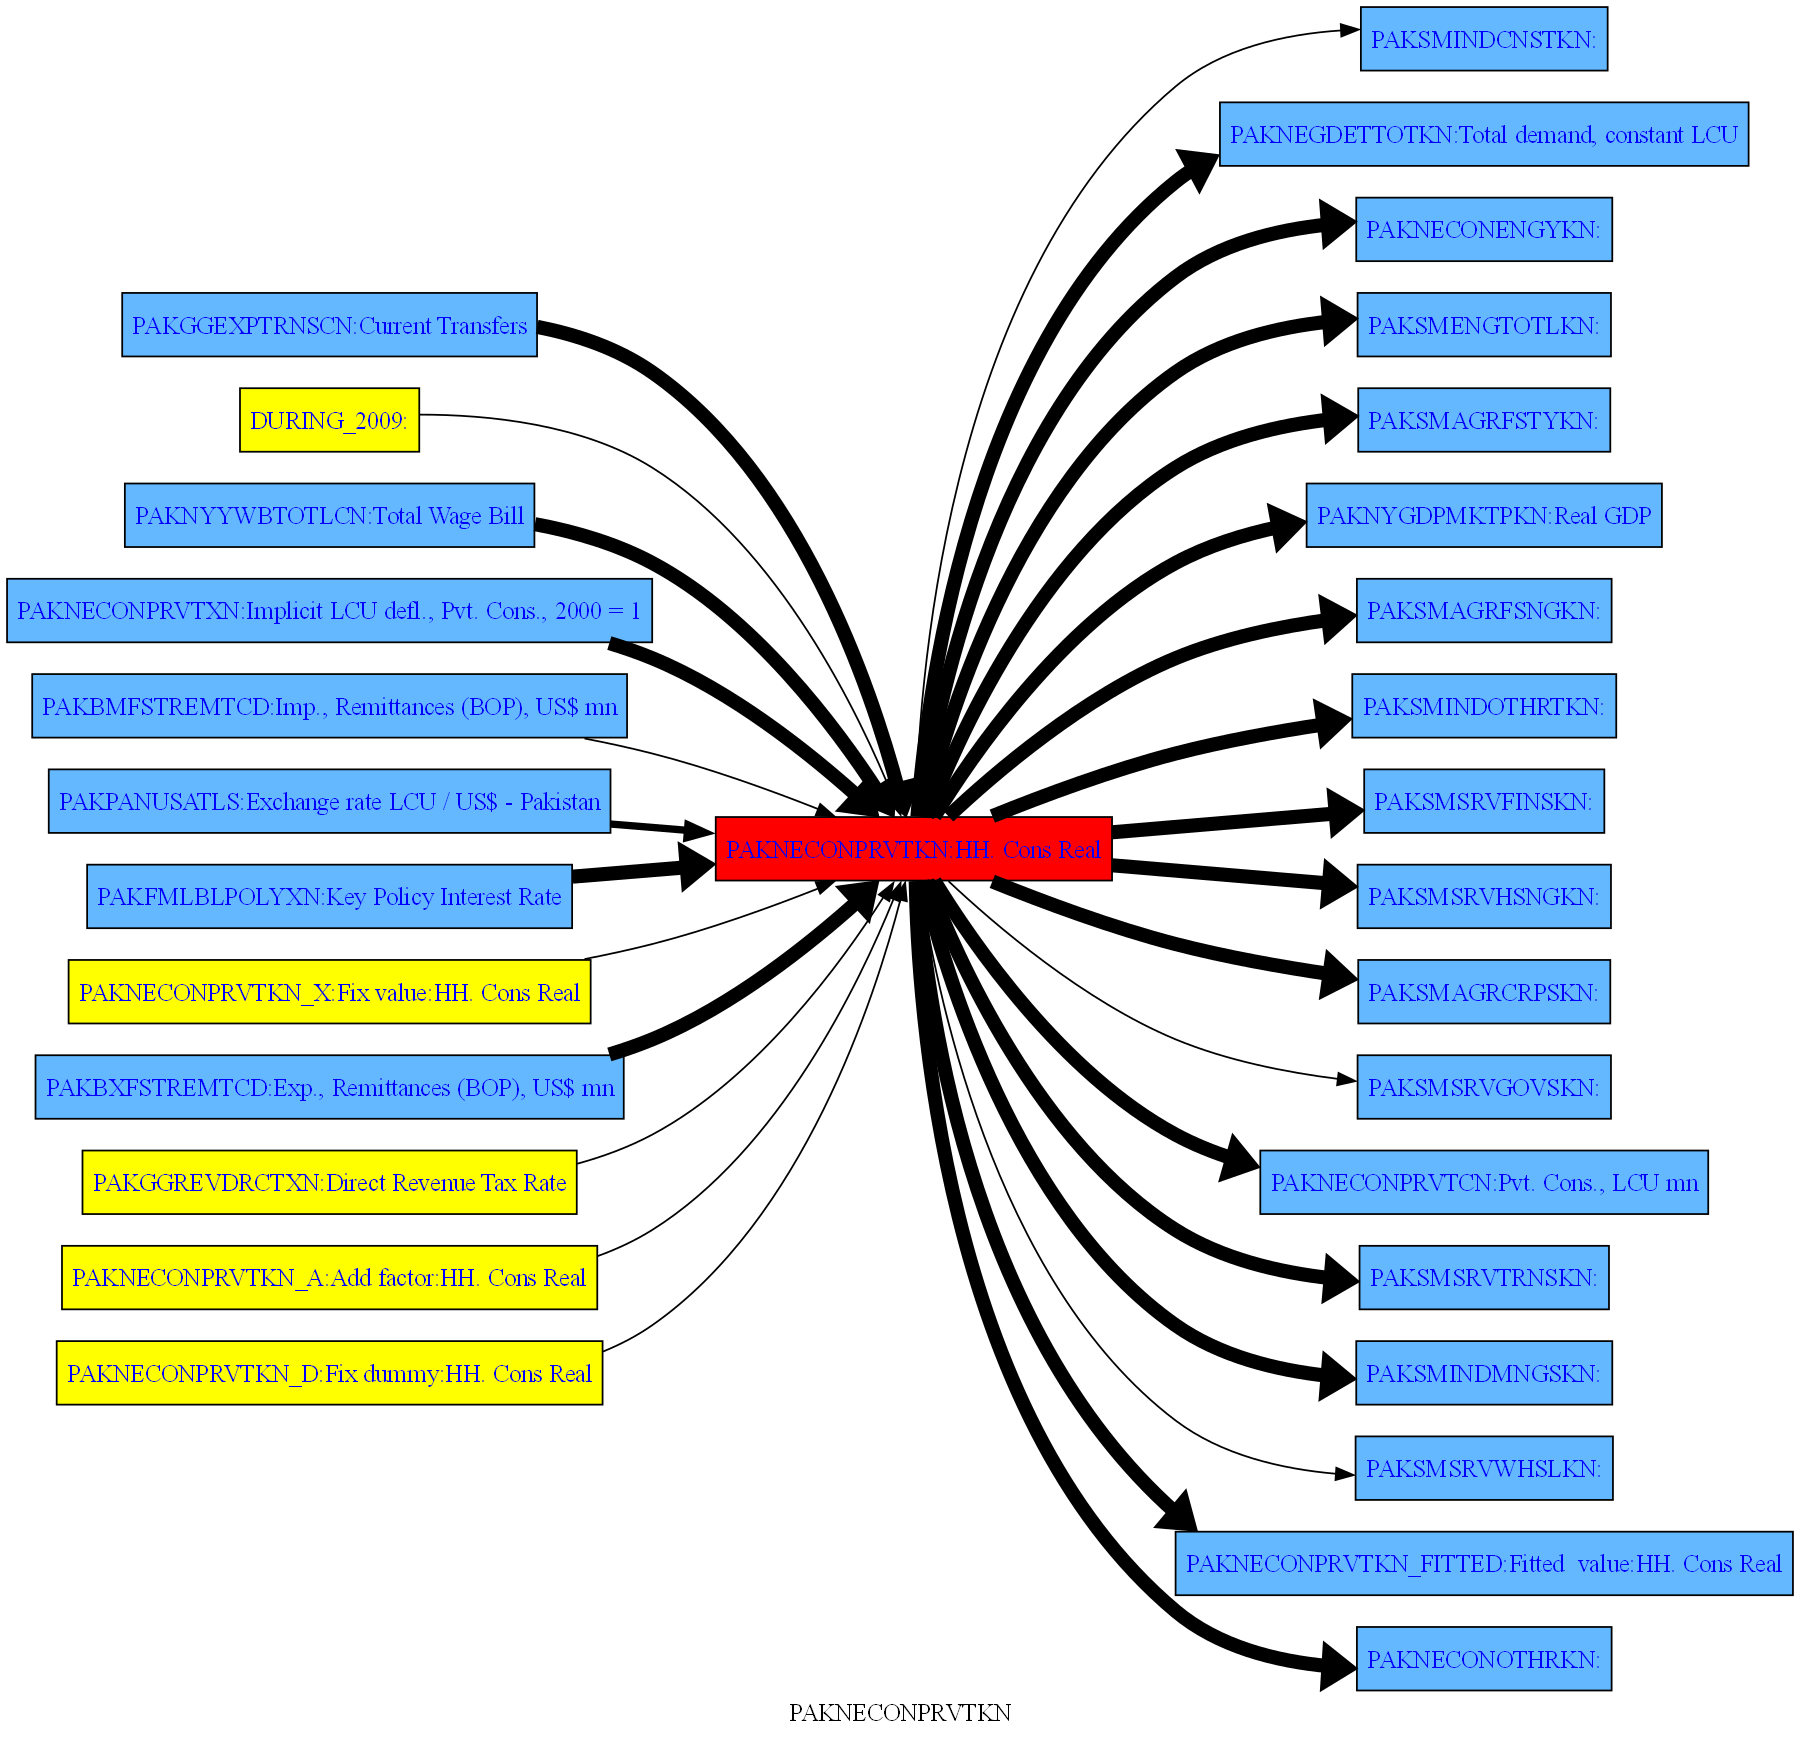 PAKSMINDCNSTKN:
PAKNEGDETTOTKN:Total demand, constant LCU
PAKNECONENGYKN:
PAKGGEXPTRNSCN:Current Transfers
PAKSMENGTOTLKN:
DURING_2009:
PAKSMAGRFSTYKN:
PAKNYYWBTOTLCN:Total Wage Bill
PAKNYGDPMKTPKN:Real GDP
PAKNECONPRVTXN:Implicit LCU defl., Pvt. Cons., 2000 = 1
PAKSMAGRFSNGKN:
PAKBMFSTREMTCD:Imp., Remittances (BOP), US$ mn
PAKSMINDOTHRTKN:
PAKPANUSATLS:Exchange rate LCU / US$ - Pakistan
PAKSMSRVFINSKN:
PAKNECONPRVTKN:HH. Cons Real
PAKFMLBLPOLYXN:Key Policy Interest Rate
PAKSMSRVHSNGKN:
PAKNECONPRVTKN_X:Fix value:HH. Cons Real
PAKSMAGRCRPSKN:
PAKBXFSTREMTCD:Exp., Remittances (BOP), US$ mn
PAKSMSRVGOVSKN:
PAKGGREVDRCTXN:Direct Revenue Tax Rate
PAKNECONPRVTCN:Pvt. Cons., LCU mn
PAKNECONPRVTKN_A:Add factor:HH. Cons Real
PAKSMSRVTRNSKN:
PAKNECONPRVTKN_D:Fix dummy:HH. Cons Real
PAKSMINDMNGSKN:
PAKSMSRVWHSLKN:
PAKNECONPRVTKN_FITTED:Fitted  value:HH. Cons Real
PAKNECONOTHRKN:
PAKNECONPRVTKN